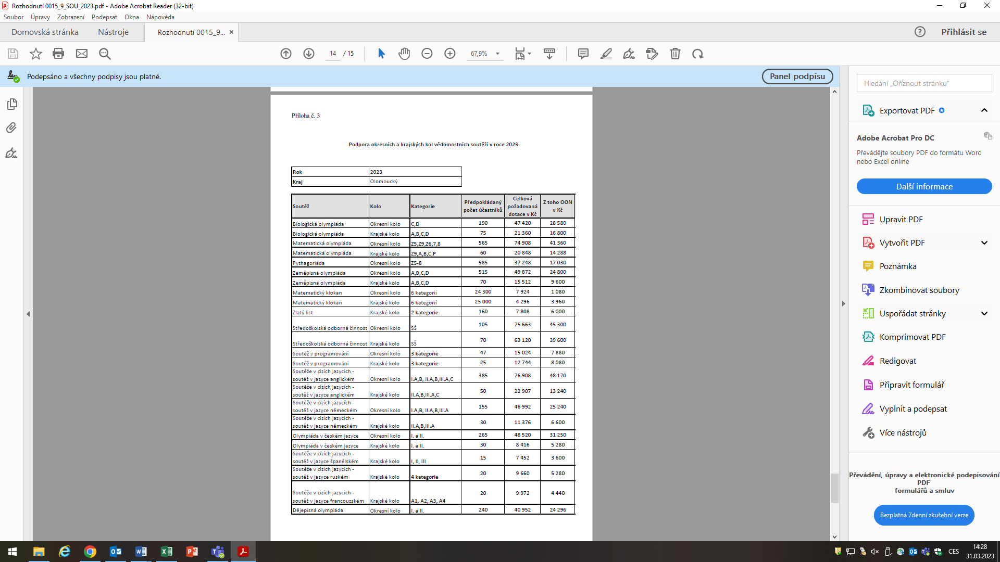 Rozhodnutí 0015_9_SOU_2023.pdf - Adobe Acrobat Reader (32-bit)
Soubor Úpravy Zobrazení Podepsat Okna Nápověda
Domovská stránka Nástroje Rozhodnutí 0015_9... × Přihlásit se
14 / 15 67,9%
Podepsáno a všechny podpisy jsou platné. Panel podpisu
Příloha č. 3
Podpora okresních a krajských kol vědomostních soutěží v roce 2023
Rok 2023
Kraj Olomoucký
Soutěž Kolo Kategorie Předpokládaný počet účastníků Celková požadovaná dotace v Kč Z toho OON v Kč
Biologická olympiáda Okresní kolo C,D 190 47 420 28 580
Biologická olympiáda Krajské kolo A,B,C,D 75 21 360 16 800
Matematická olympiáda Okresní kolo Z5,Z9,Z6,7,8 565 74 908 41 360
Matematická olympiáda Krajské kolo Z9,A,B,C,P 60 20 848 14 288
Pythagoriáda Okresní kolo Z5-8 585 37 248 17 030
Zeměpisná olympiáda Okresní kolo A,B,C,D 515 49 872 24 800
Zeměpisná olympiáda Krajské kolo A,B,C,D 70 15 512 9 600
Matematický klokan Okresní kolo 6 kategorií 24 300 7 924 1 080
Matematický klokan Krajské kolo 6 kategorií 25 000 4 296 3 960
Zlatý list Krajské kolo 2 kategorie 160 7 808 6 000
Středoškolská odborná činnost Okresní kolo SŠ 105 75 663 45 300
Středoškolská odborná činnost Krajské kolo SŠ 70 63 120 39 600
Soutěž v programování Okresní kolo 3 kategorie 47 15 024 7 880
Soutěž v programování Krajské kolo 3 kategorie 25 12 744 8 080
Soutěže v cizích jazycích -
soutěž v jazyce anglickém Okresní kolo I.A,B, II.A,B,III.A,C 385 76 908 48 170
Soutěže v cizích jazycích -
soutěž v jazyce anglickém Krajské kolo II.A,B,III.A,C 50 22 907 13 240
Soutěže v cizích jazycích -
soutěž v jazyce německém Okresní kolo I.A,B, II.A,B,III.A 155 46 992 25 240
Soutěže v cizích jazycích -
soutěž v jazyce německém Krajské kolo II.A,B,III.A 30 11 376 6 600
Olympiáda v českém jazyce Okresní kolo I. a II. 265 48 520 31 250
Olympiáda v českém jazyce Krajské kolo I. a II. 30 8 416 5 280
Soutěže v cizích jazycích -
soutěž v jazyce španělském Krajské kolo I, II, III 15 7 452 3 600
Soutěže v cizích jazycích -
soutěž v jazyce ruském Krajské kolo 4 kategorie 20 9 660 5 280
Soutěže v cizích jazycích -
soutěž v jazyce francouzském Krajské kolo A1, A2, A3, A4 20 9 972 4 440
Dějepisná olympiáda Okresní kolo I. a II. 240 40 952 24 296
Hledání „Oříznout stránku"
Exportovat PDF
Adobe Acrobat Pro DC
Převádějte soubory PDF do formátu Word
nebo Excel online
Další informace
Upravit PDF
Vytvořit PDF
Poznámka
Zkombinovat soubory
Uspořádat stránky
Komprimovat PDF
Redigovat
Připravit formulář
Vyplnit a podepsat
Více nástrojů
Převádění, úpravy a elektronické podepisování
PDF
formulářů a smluv
Bezplatná 7denní zkušební verze
CES
14:28
31.03.2023